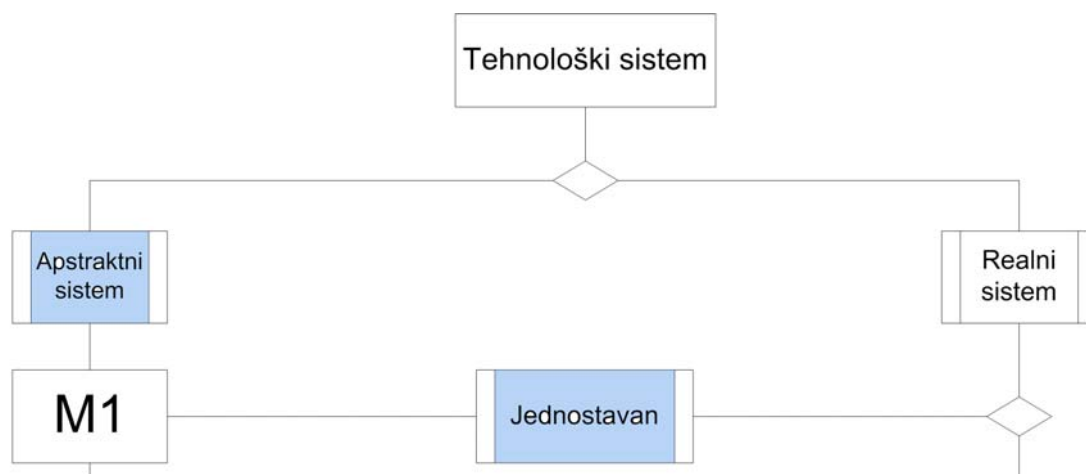 Tehnološki sistem
Apstraktni
sistem
Realni
sistem
M1
Jednostavan